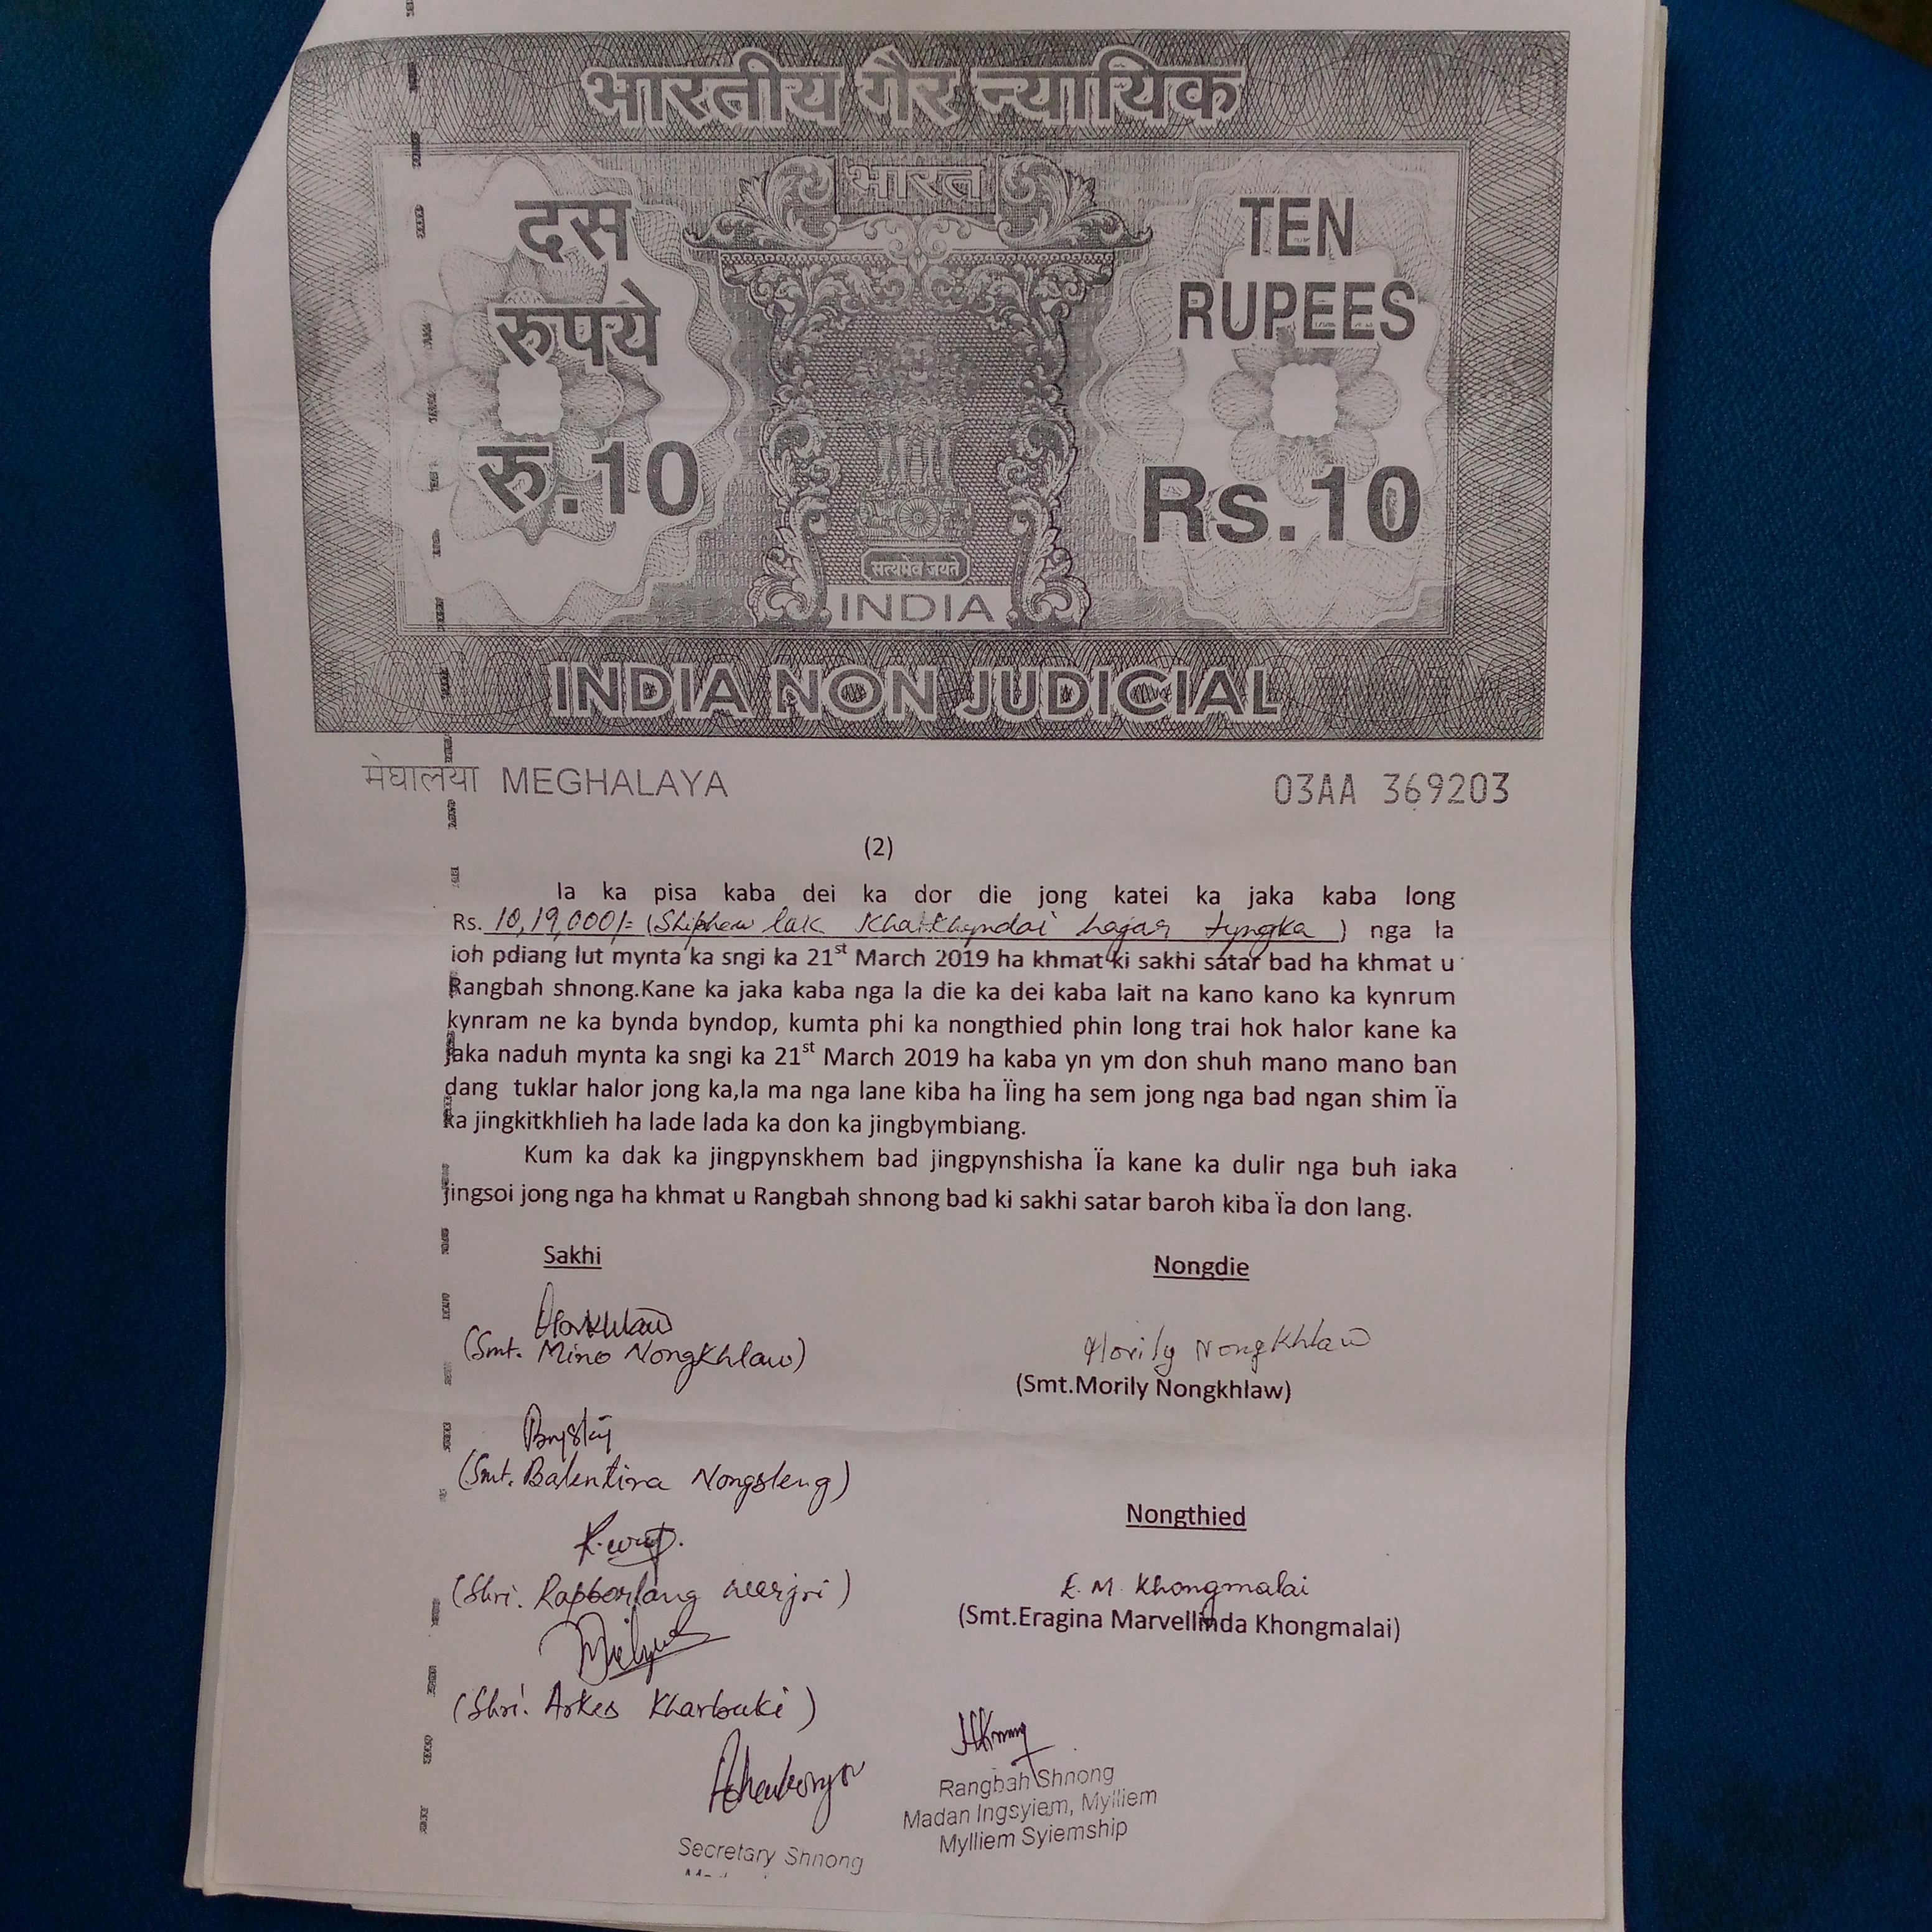 भारतीय गैर न्यायिक
भारत
दस
रुपये
रु.10
TEN
RUPEES
Rs.10
सत्यमेव जयते
INDIA
INDIA NON JUDICIAL
मेघालया MEGHALAYA
03AA 369203
(2)
Ia ka pisa kaba dei ka dor die jong katei ka jaka kaba long
Rs. 10,19,000/= (Shiphew lak Khatkhyndai hajar tyngka) nga la
ioh pdiang lut mynta ka sngi ka 21st March 2019 ha khmat ki sakhi satar bad ha khmat u
Rangbah shnong.Kane ka jaka kaba nga la die ka dei kaba lait na kano kano ka kynrum
kynram ne ka bynda byndop, kumta phi ka nongthied phin long trai hok halor kane ka
jaka naduh mynta ka sngi ka 21st March 2019 ha kaba yn ym don shuh mano mano ban
dang tuklar halor jong ka,la ma nga lane kiba ha Ïing ha sem jong nga bad ngan shim Ïa
ka jingkitkhlieh ha lade lada ka don ka jingbymbiang.
Kum ka dak ka jingpynskhem bad jingpynshisha Ïa kane ka dulir nga buh iaka
jingsoi jong nga ha khmat u Rangbah shnong bad ki sakhi satar baroh kiba Ïa don lang.
Sakhi
(Smt. Mino Nongkhlaw)
(Smt. Balentina Nongsteng)
(Shri. Rapborlang
(Shri. Arkes Kharbuki)
Nongdie
Morily Nongkhlaw
(Smt.Morily Nongkhlaw)
Nongthied
E. M. Khongmalai
(Smt.Eragina Marvellinda Khongmalai)
Rangbah Shnong
Madan Ingsyiem, Mylliem
Mylliem Syiemship
Secretary Shnong